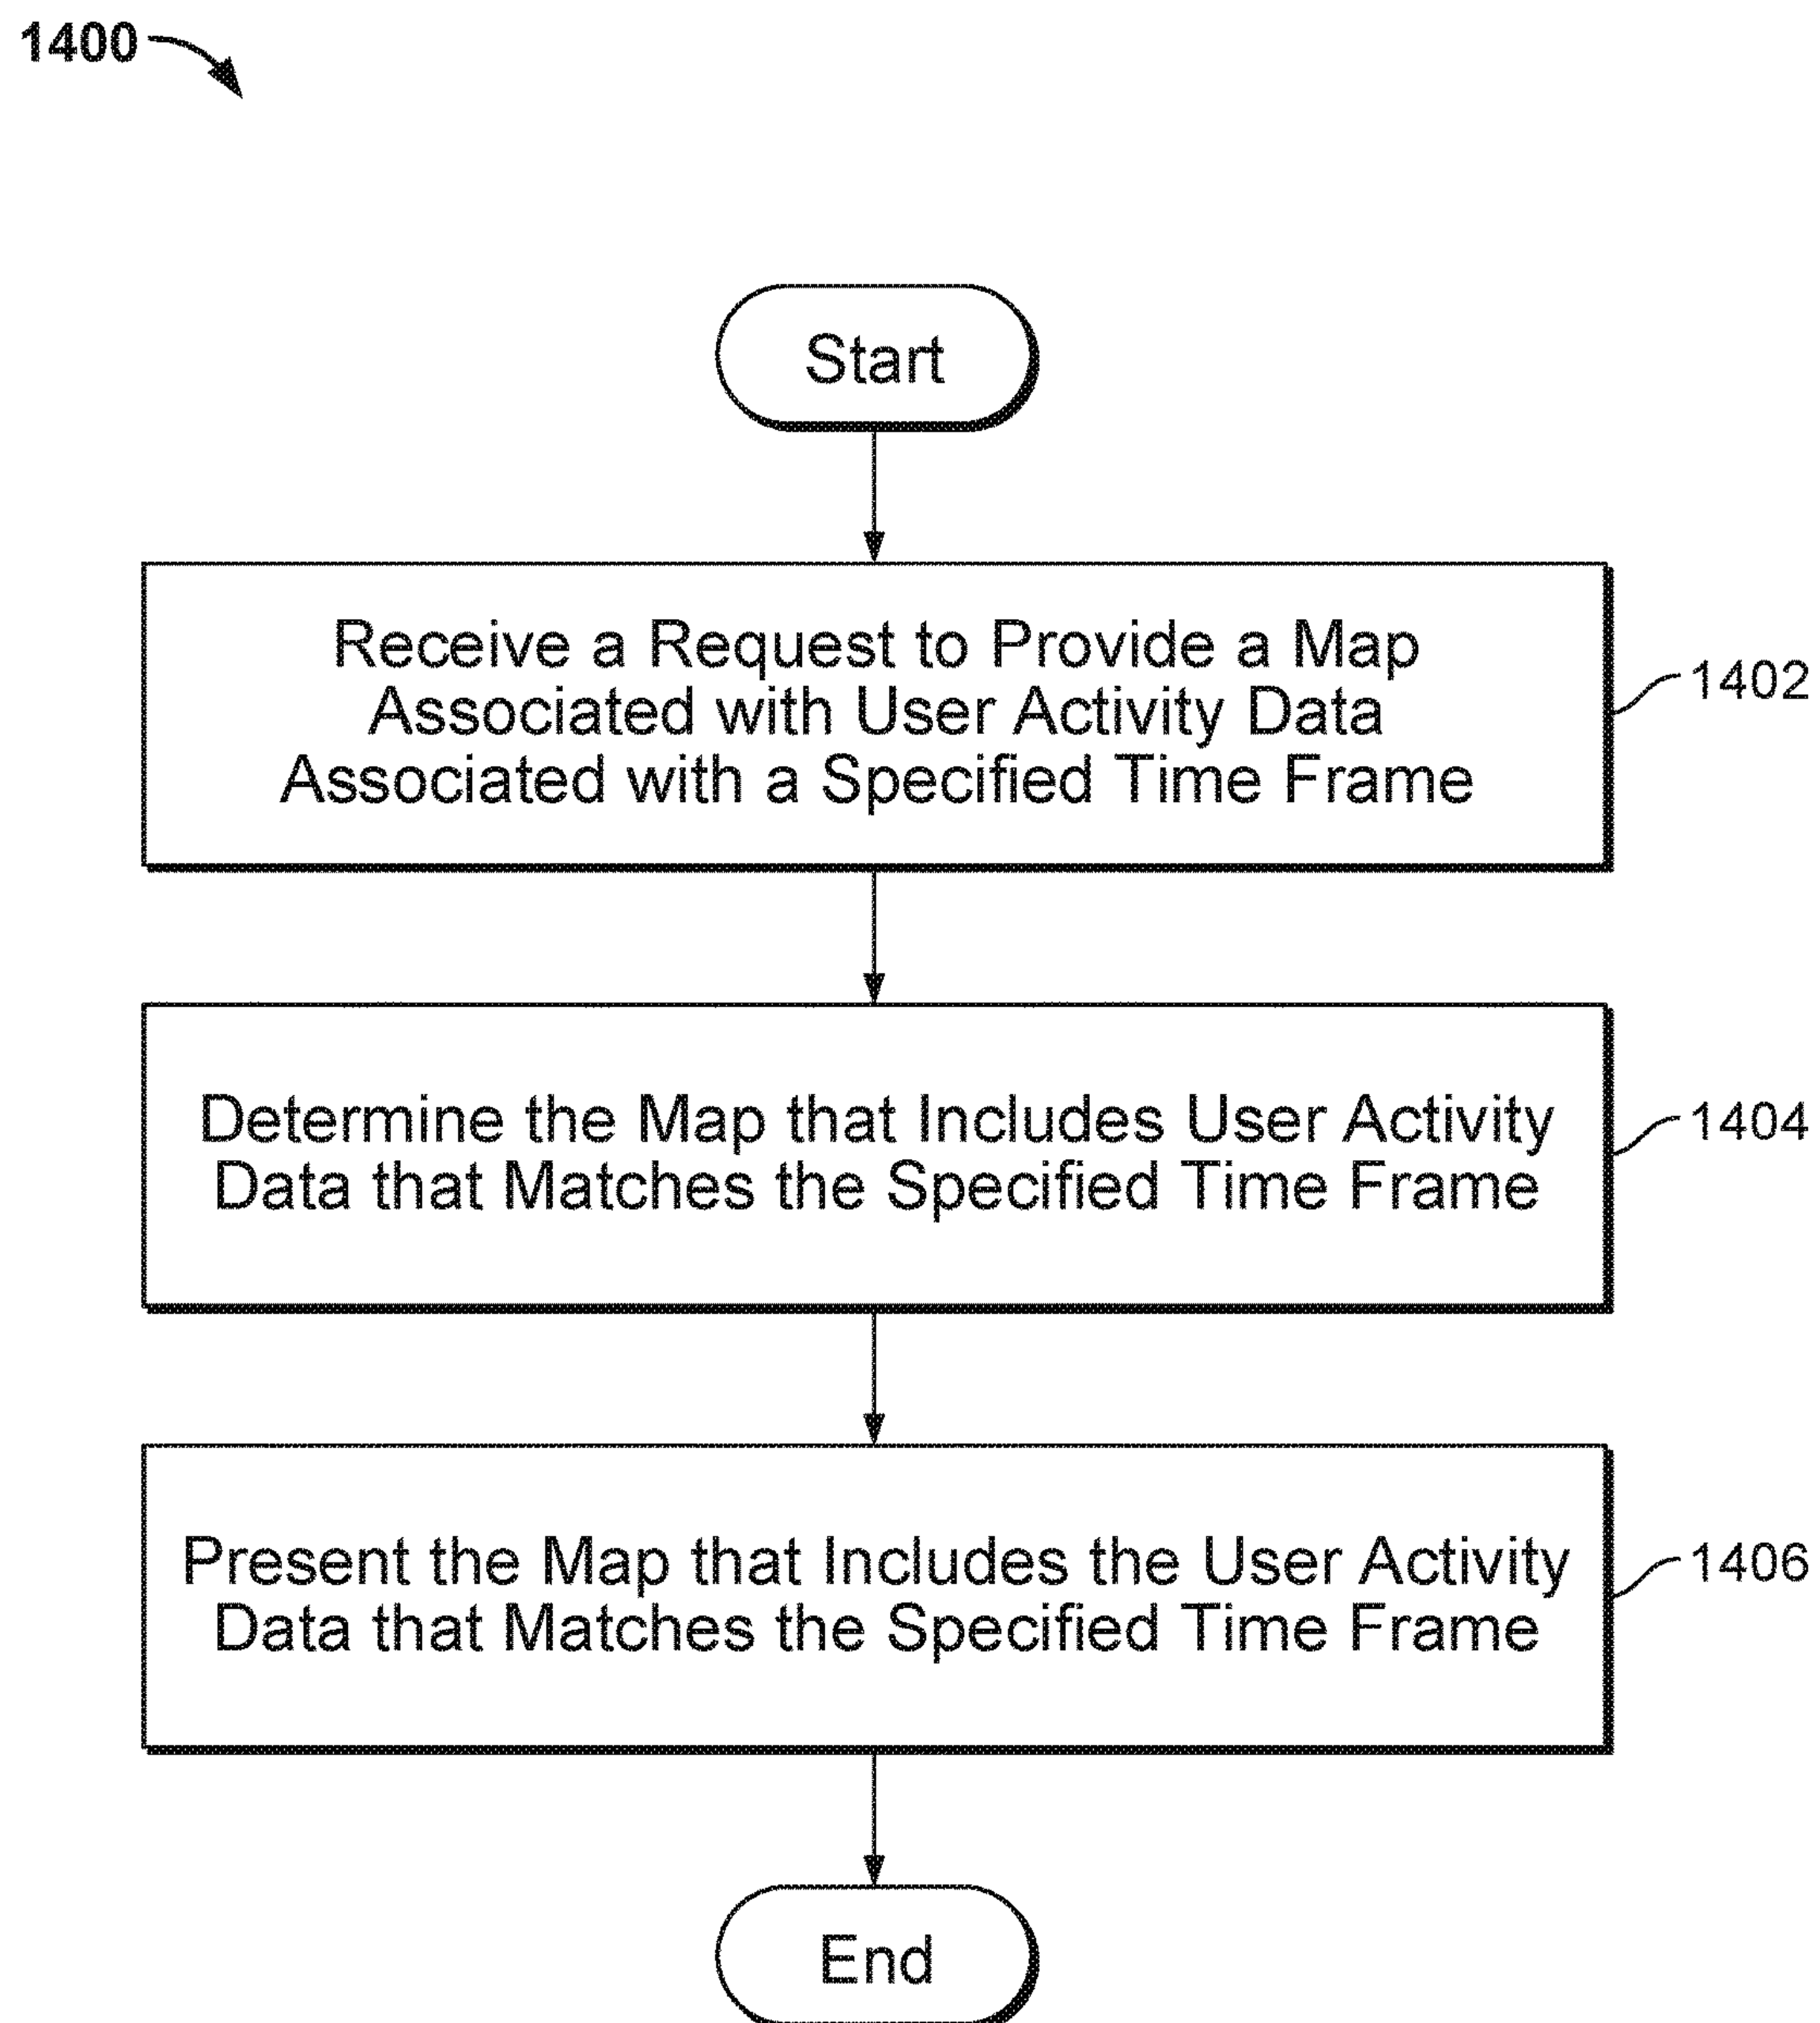 1400
Start
Receive a Request to Provide a Map
Associated with User Activity Data
Associated with a Specified Time Frame
1402
Determine the Map that Includes User Activity
Data that Matches the Specified Time Frame
1404
Present the Map that Includes the User Activity
Data that Matches the Specified Time Frame
1406
End